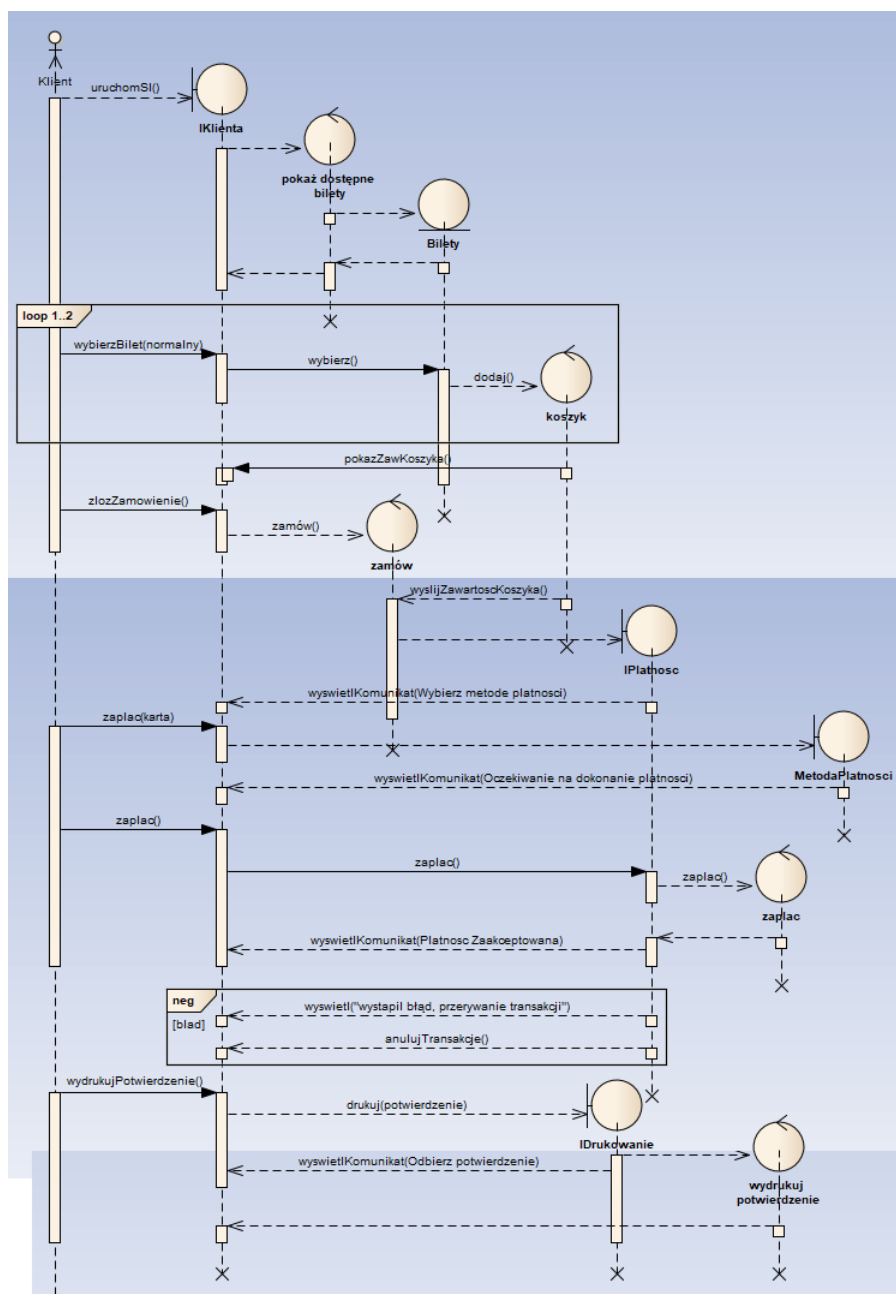 Klient
uruchomSI()
IKlienta
pokaż dostępne
bilety
Bilety
loop 1..2
wybierzBilet(normalny)
wybierz()
dodaj()
koszyk
pokazZawKoszyka()
zlozZamowienie()
zamów()
zamów
wyslijZawartoscKoszyka()
IPlatnosc
wyswietlKomunikat(Wybierz metode platnosci)
zaplac(karta)
MetodaPlatnosci
wyswietlKomunikat(Oczekiwanie na dokonanie platnosci)
zaplac()
zaplac()
zaplac()
zaplac
wyswietlKomunikat(Platnosc Zaakceptowana)
neg
wyswietl("wystapil błąd, przerywanie transakcji")
[blad]
anulujTransakcje()
wydrukujPotwierdzenie()
drukuj(potwierdzenie)
IDrukowanie
wyswietlKomunikat(Odbierz potwierdzenie)
wydrukuj
potwierdzenie